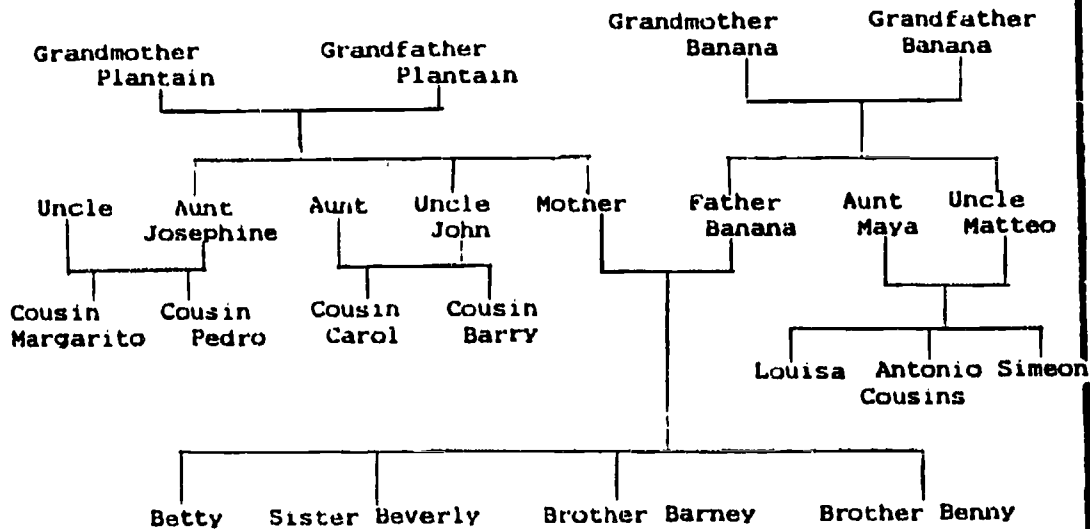 Grandmother Plantain
Grandfather Plantain
Grandmother Banana
Grandfather Banana
Uncle
Aunt Josephine
Aunt
Uncle John
Mother
Father Banana
Aunt Maya
Uncle Matteo
Cousin Margarito
Cousin Pedro
Cousin Carol
Cousin Barry
Louisa Antonio Simeon
Cousins
Betty
Sister Beverly
Brother Barney
Brother Benny